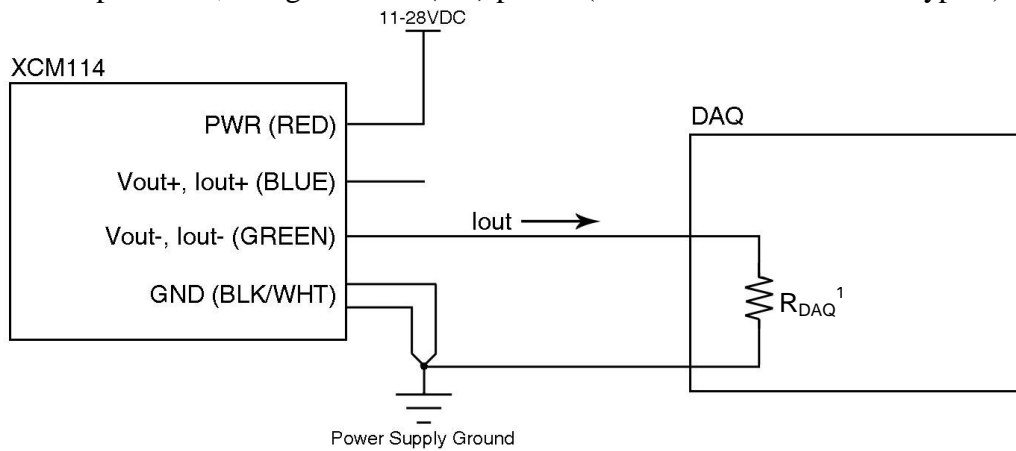 11-28VDC
XCM114
PWR (RED)
DAQ
Vout+, Iout+ (BLUE)
Vout-, Iout- (GREEN)
Iout
GND (BLK/WHT)
RDAQ1
Power Supply Ground